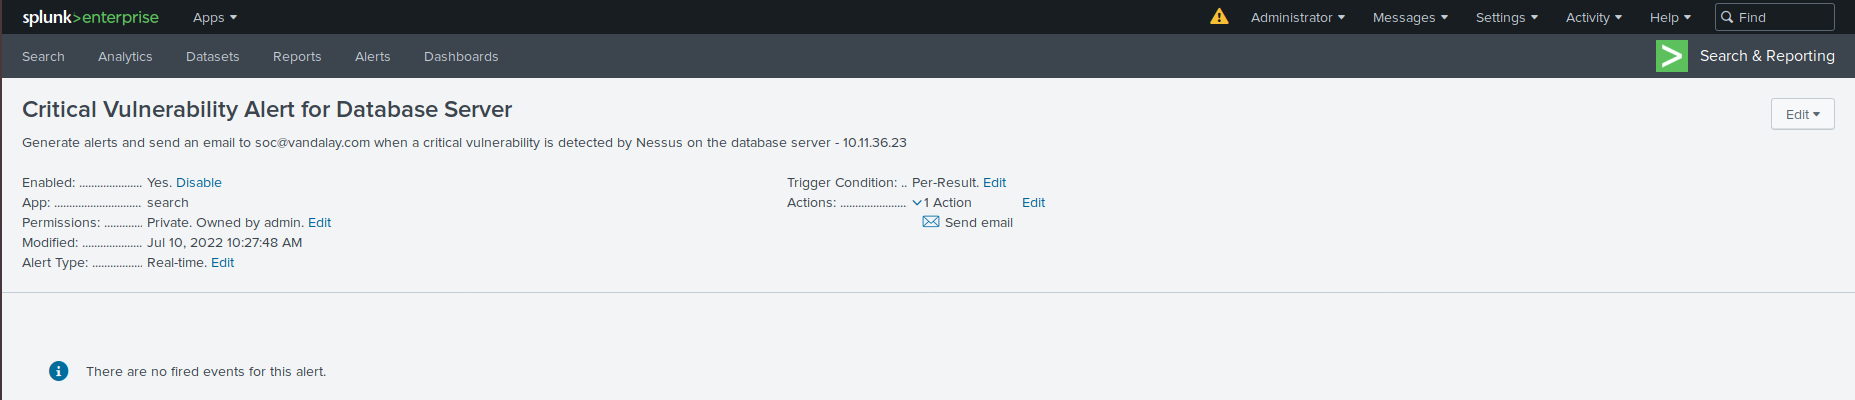 splunk>enterprise Apps Administrator Messages Settings Activity Help Find
Search Analytics Datasets Reports Alerts Dashboards Search & Reporting
Critical Vulnerability Alert for Database Server Edit
Generate alerts and send an email to soc@vandalay.com when a critical vulnerability is detected by Nessus on the database server - 10.11.36.23
Enabled: ..................... Yes. Disable
App: ............................. search
Permissions: ............. Private. Owned by admin. Edit
Modified: .................... Jul 10, 2022 10:27:48 AM
Alert Type: ................. Real-time. Edit
Trigger Condition: .. Per-Result. Edit
Actions: ...................... 1 Action Edit
Send email
There are no fired events for this alert.